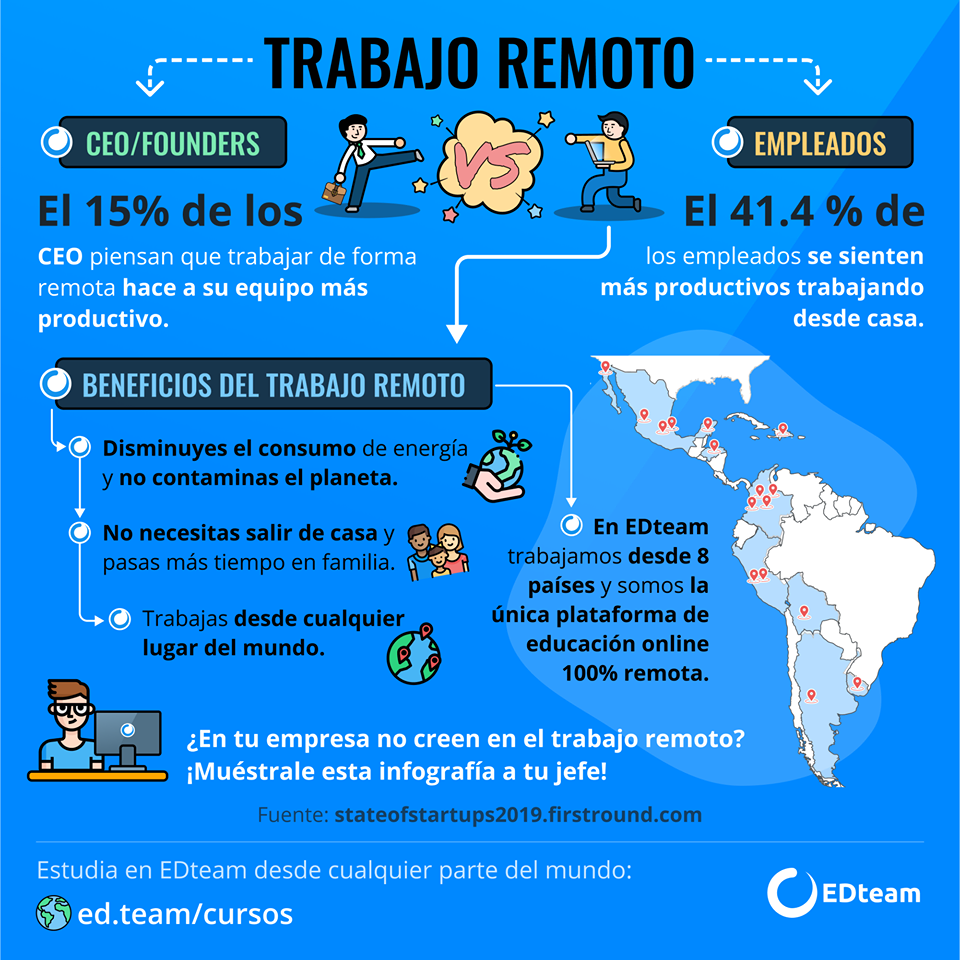 TRABAJO REMOTO
CEO/FOUNDERS
VS
EMPLEADOS
El 15% de los
CEO piensan que trabajar de forma
remota hace a su equipo más
productivo.
El 41.4 % de
los empleados se sienten
más productivos trabajando
desde casa.
BENEFICIOS DEL TRABAJO REMOTO
Disminuyes el consumo de energía
y no contaminas el planeta.
No necesitas salir de casa y
pasas más tiempo en familia.
Trabajas desde cualquier
lugar del mundo.
En EDteam
trabajamos desde 8
países y somos la
única plataforma de
educación online
100% remota.
¿En tu empresa no creen en el trabajo remoto?
¡Muéstrale esta infografía a tu jefe!
Fuente: stateofstartups2019.firstround.com
Estudia en EDteam desde cualquier parte del mundo:
ed.team/cursos
EDteam